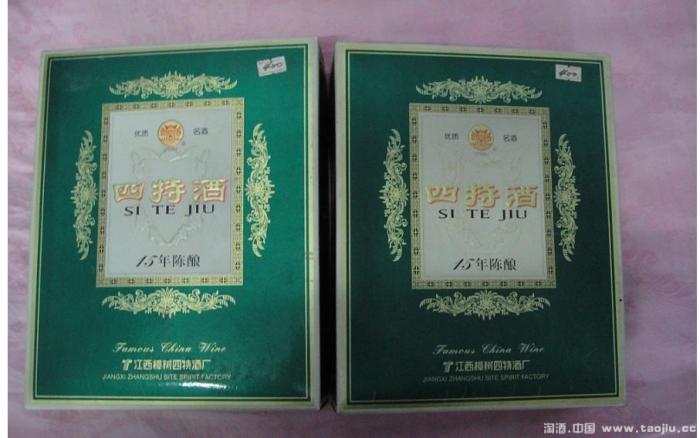 优质 名酒
四特酒
SI TE JIU
15年陈酿
Famous China Wine
江西樟树四特酒厂
JIANGXI ZHANGSHU SITE SPIRIT FACTORY
优质 名酒
四特酒
SI TE JIU
15年陈酿
Famous China Wine
江西樟树四特酒厂
JIANGXI ZHANGSHU SITE SPIRIT FACTORY
淘酒.中国 www.taojiu.cc